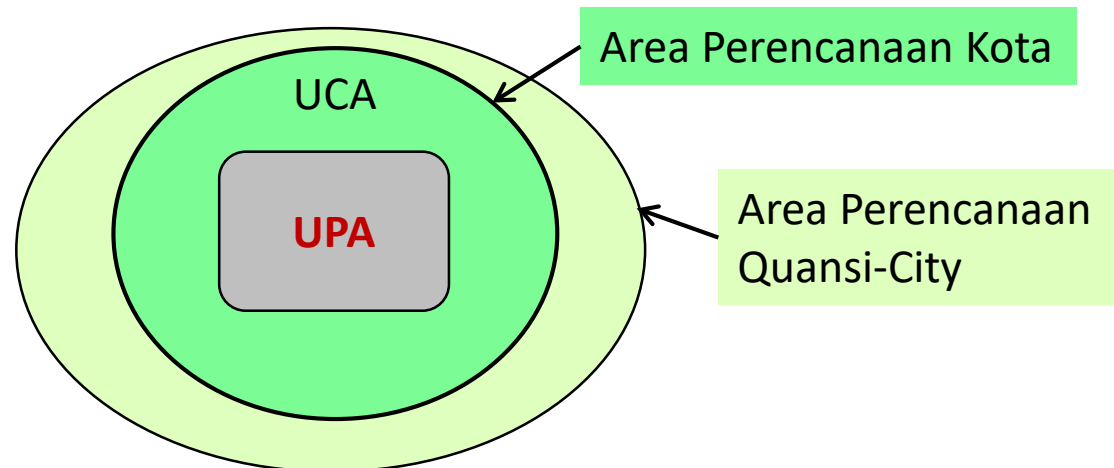 Area Perencanaan Kota
UCA
UPA
Area Perencanaan
Quansi-City